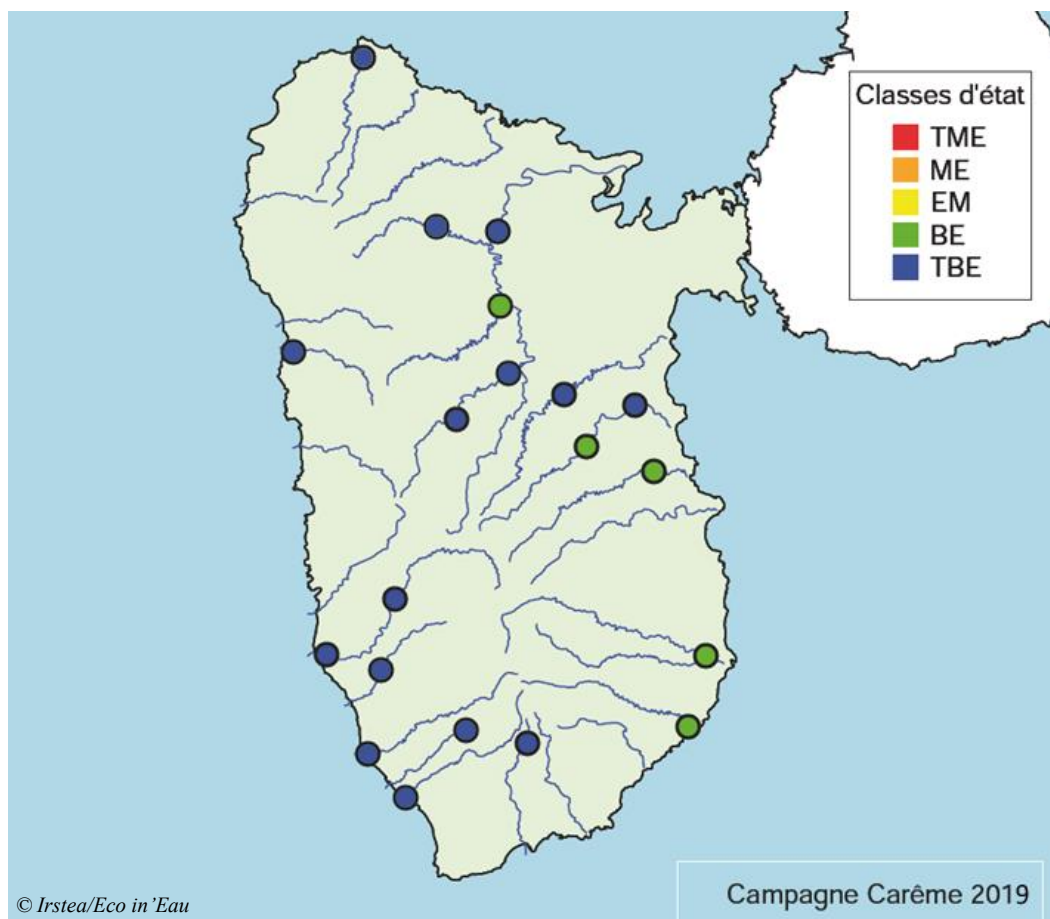 Classes d'état
TME
ME
EM
BE
TBE
© Irstea/Eco in’Eau
Campagne Carême 2019